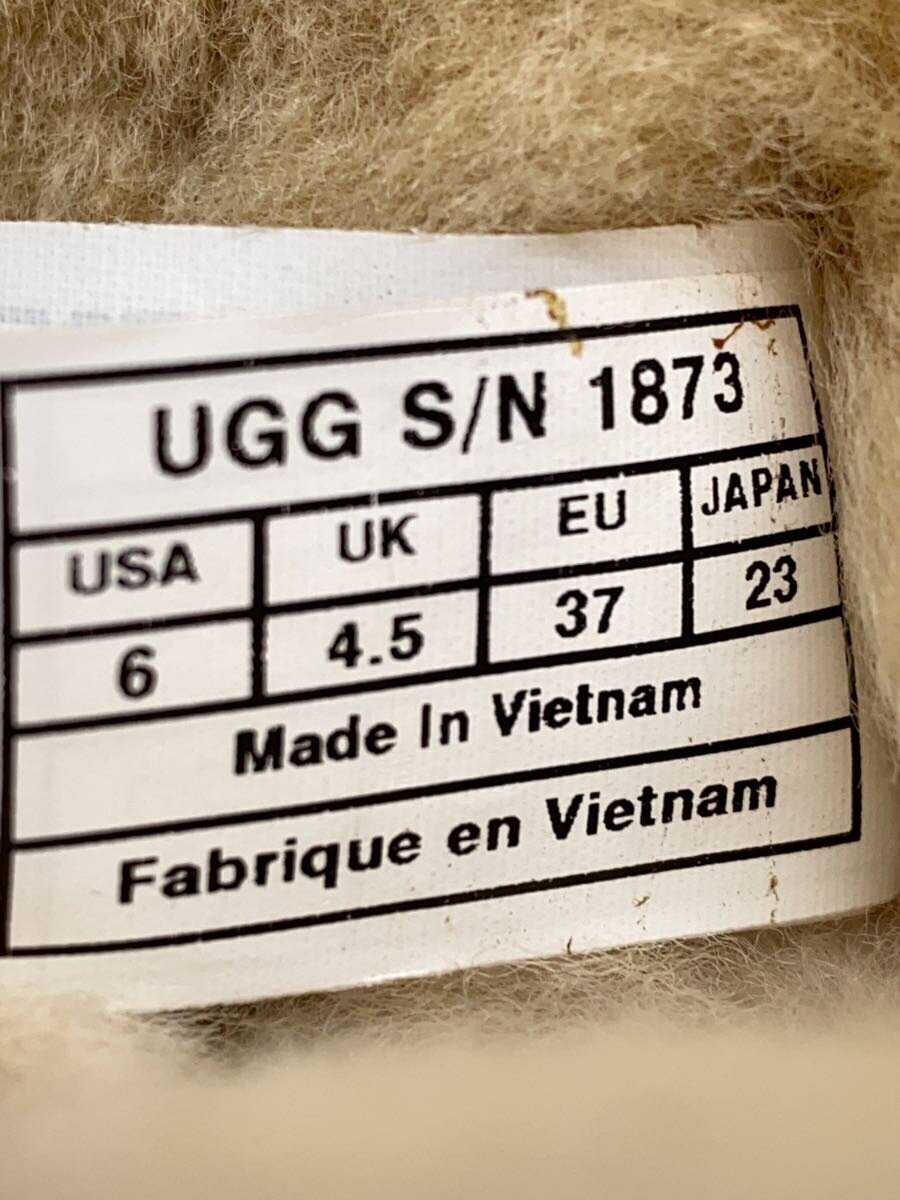 UGG S/N 1873
USA UK EU JAPAN
6 4.5 37 23
Made In Vietnam
Fabrique en Vietnam